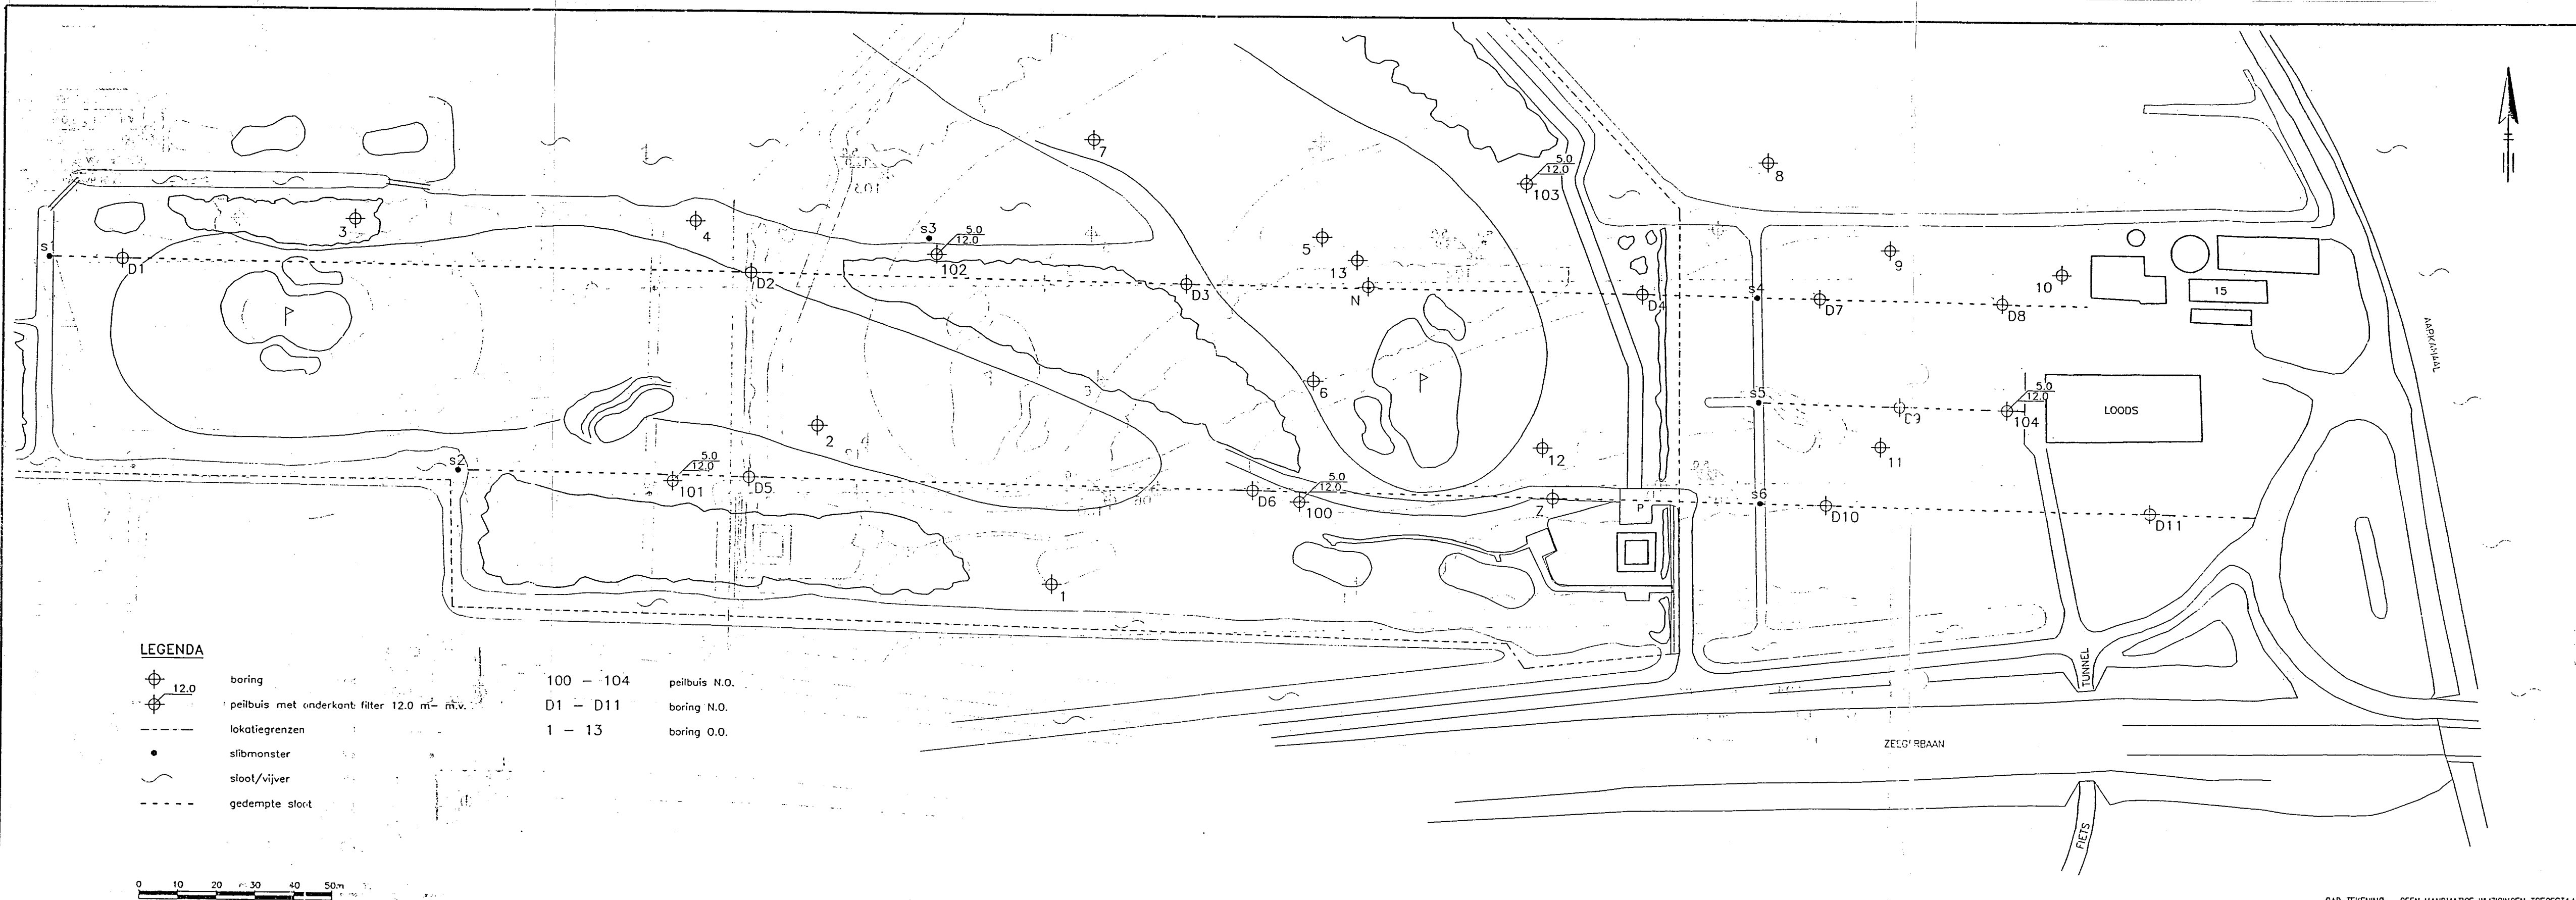 7
8
5.0
12.0
103
3
4
s3
5.0
12.0
102
5
13
9
s1
D1
D2
D3
N
D4
s4
D7
10
15
D8
AARKANAAL
6
s5
D9
5.0
12.0
104
LOODS
2
12
11
s2
5.0
12.0
101
D5
D6
5.0
12.0
100
Z
P
s6
D10
D11
1
TUNNEL
ZEEGERBAAN
FIETS
LEGENDA
boring
12.0
peilbuis met onderkant filter 12.0 m- m.v.
lokatiegrenzen
slibmonster
sloot/vijver
gedempte sloot
100 - 104 peilbuis N.O.
D1 - D11 boring N.O.
1 - 13 boring O.O.
0 10 20 30 40 50m